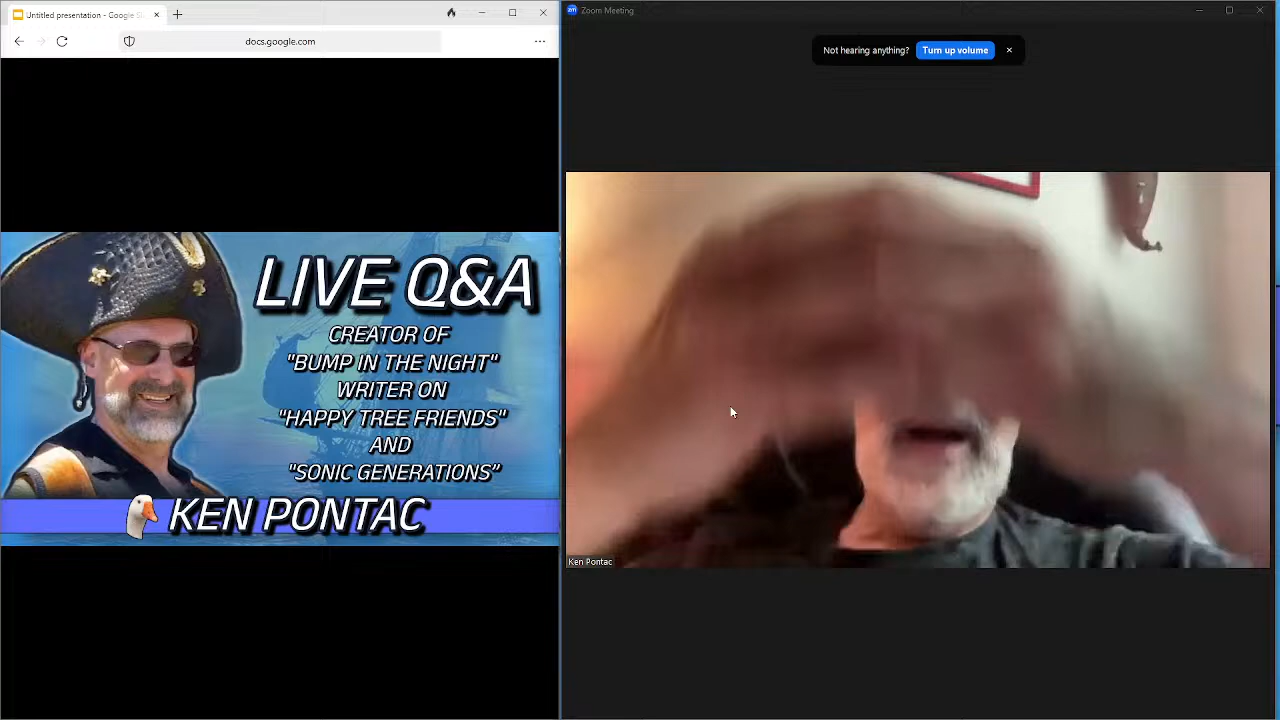 Untitled presentation - Google Sl
docs.google.com
LIVE Q&A
CREATOR OF
"BUMP IN THE NIGHT"
WRITER ON
"HAPPY TREE FRIENDS"
AND
"SONIC GENERATIONS"
KEN PONTAC
zm Zoom Meeting
Not hearing anything? Turn up volume
Ken Pontac